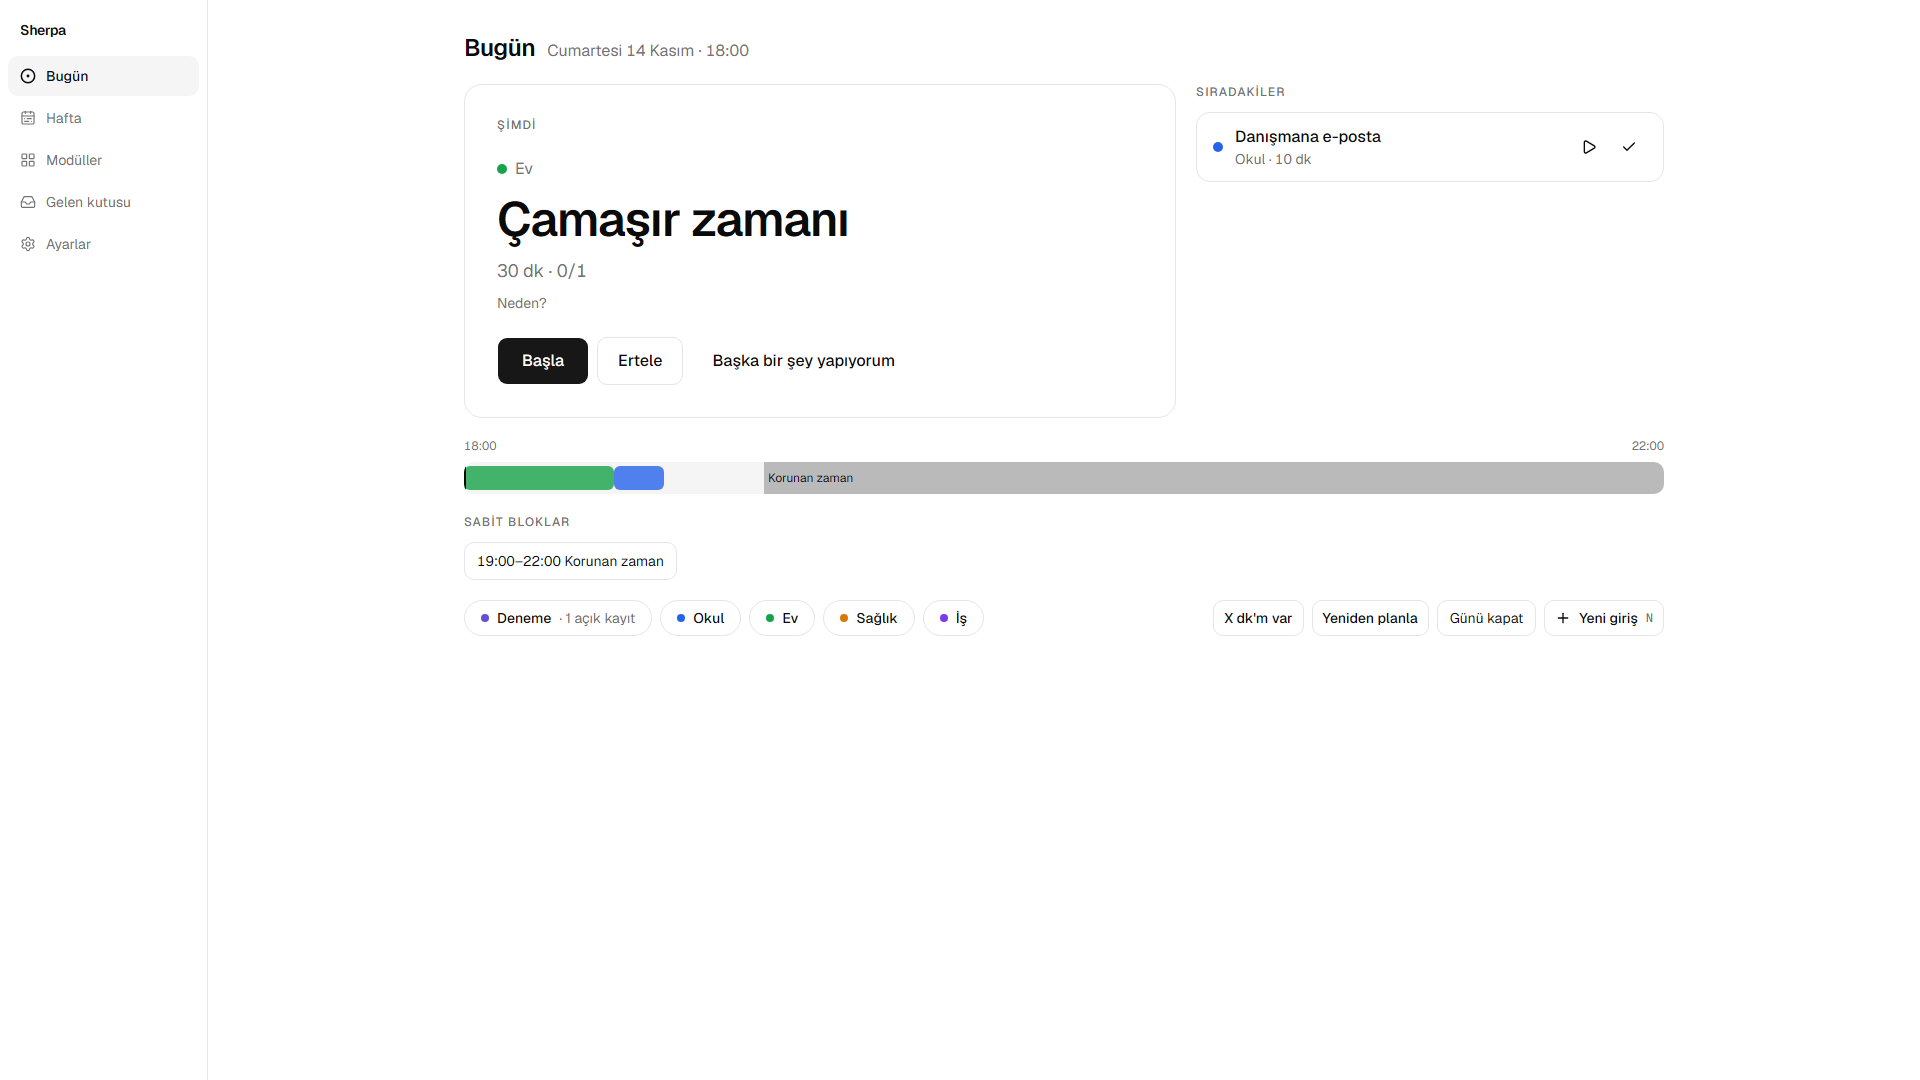 Sherpa
Bugün
Hafta
Modüller
Gelen kutusu
Ayarlar
Bugün Cumartesi 14 Kasım · 18:00
ŞİMDİ
Ev
Çamaşır zamanı
30 dk · 0/1
Neden?
Başla Ertele Başka bir şey yapıyorum
SIRADAKİLER
Danışmana e-posta
Okul · 10 dk
18:00 22:00
Korunan zaman
SABİT BLOKLAR
19:00–22:00 Korunan zaman
Deneme · 1 açık kayıt Okul Ev Sağlık İş X dk'm var Yeniden planla Günü kapat + Yeni giriş N